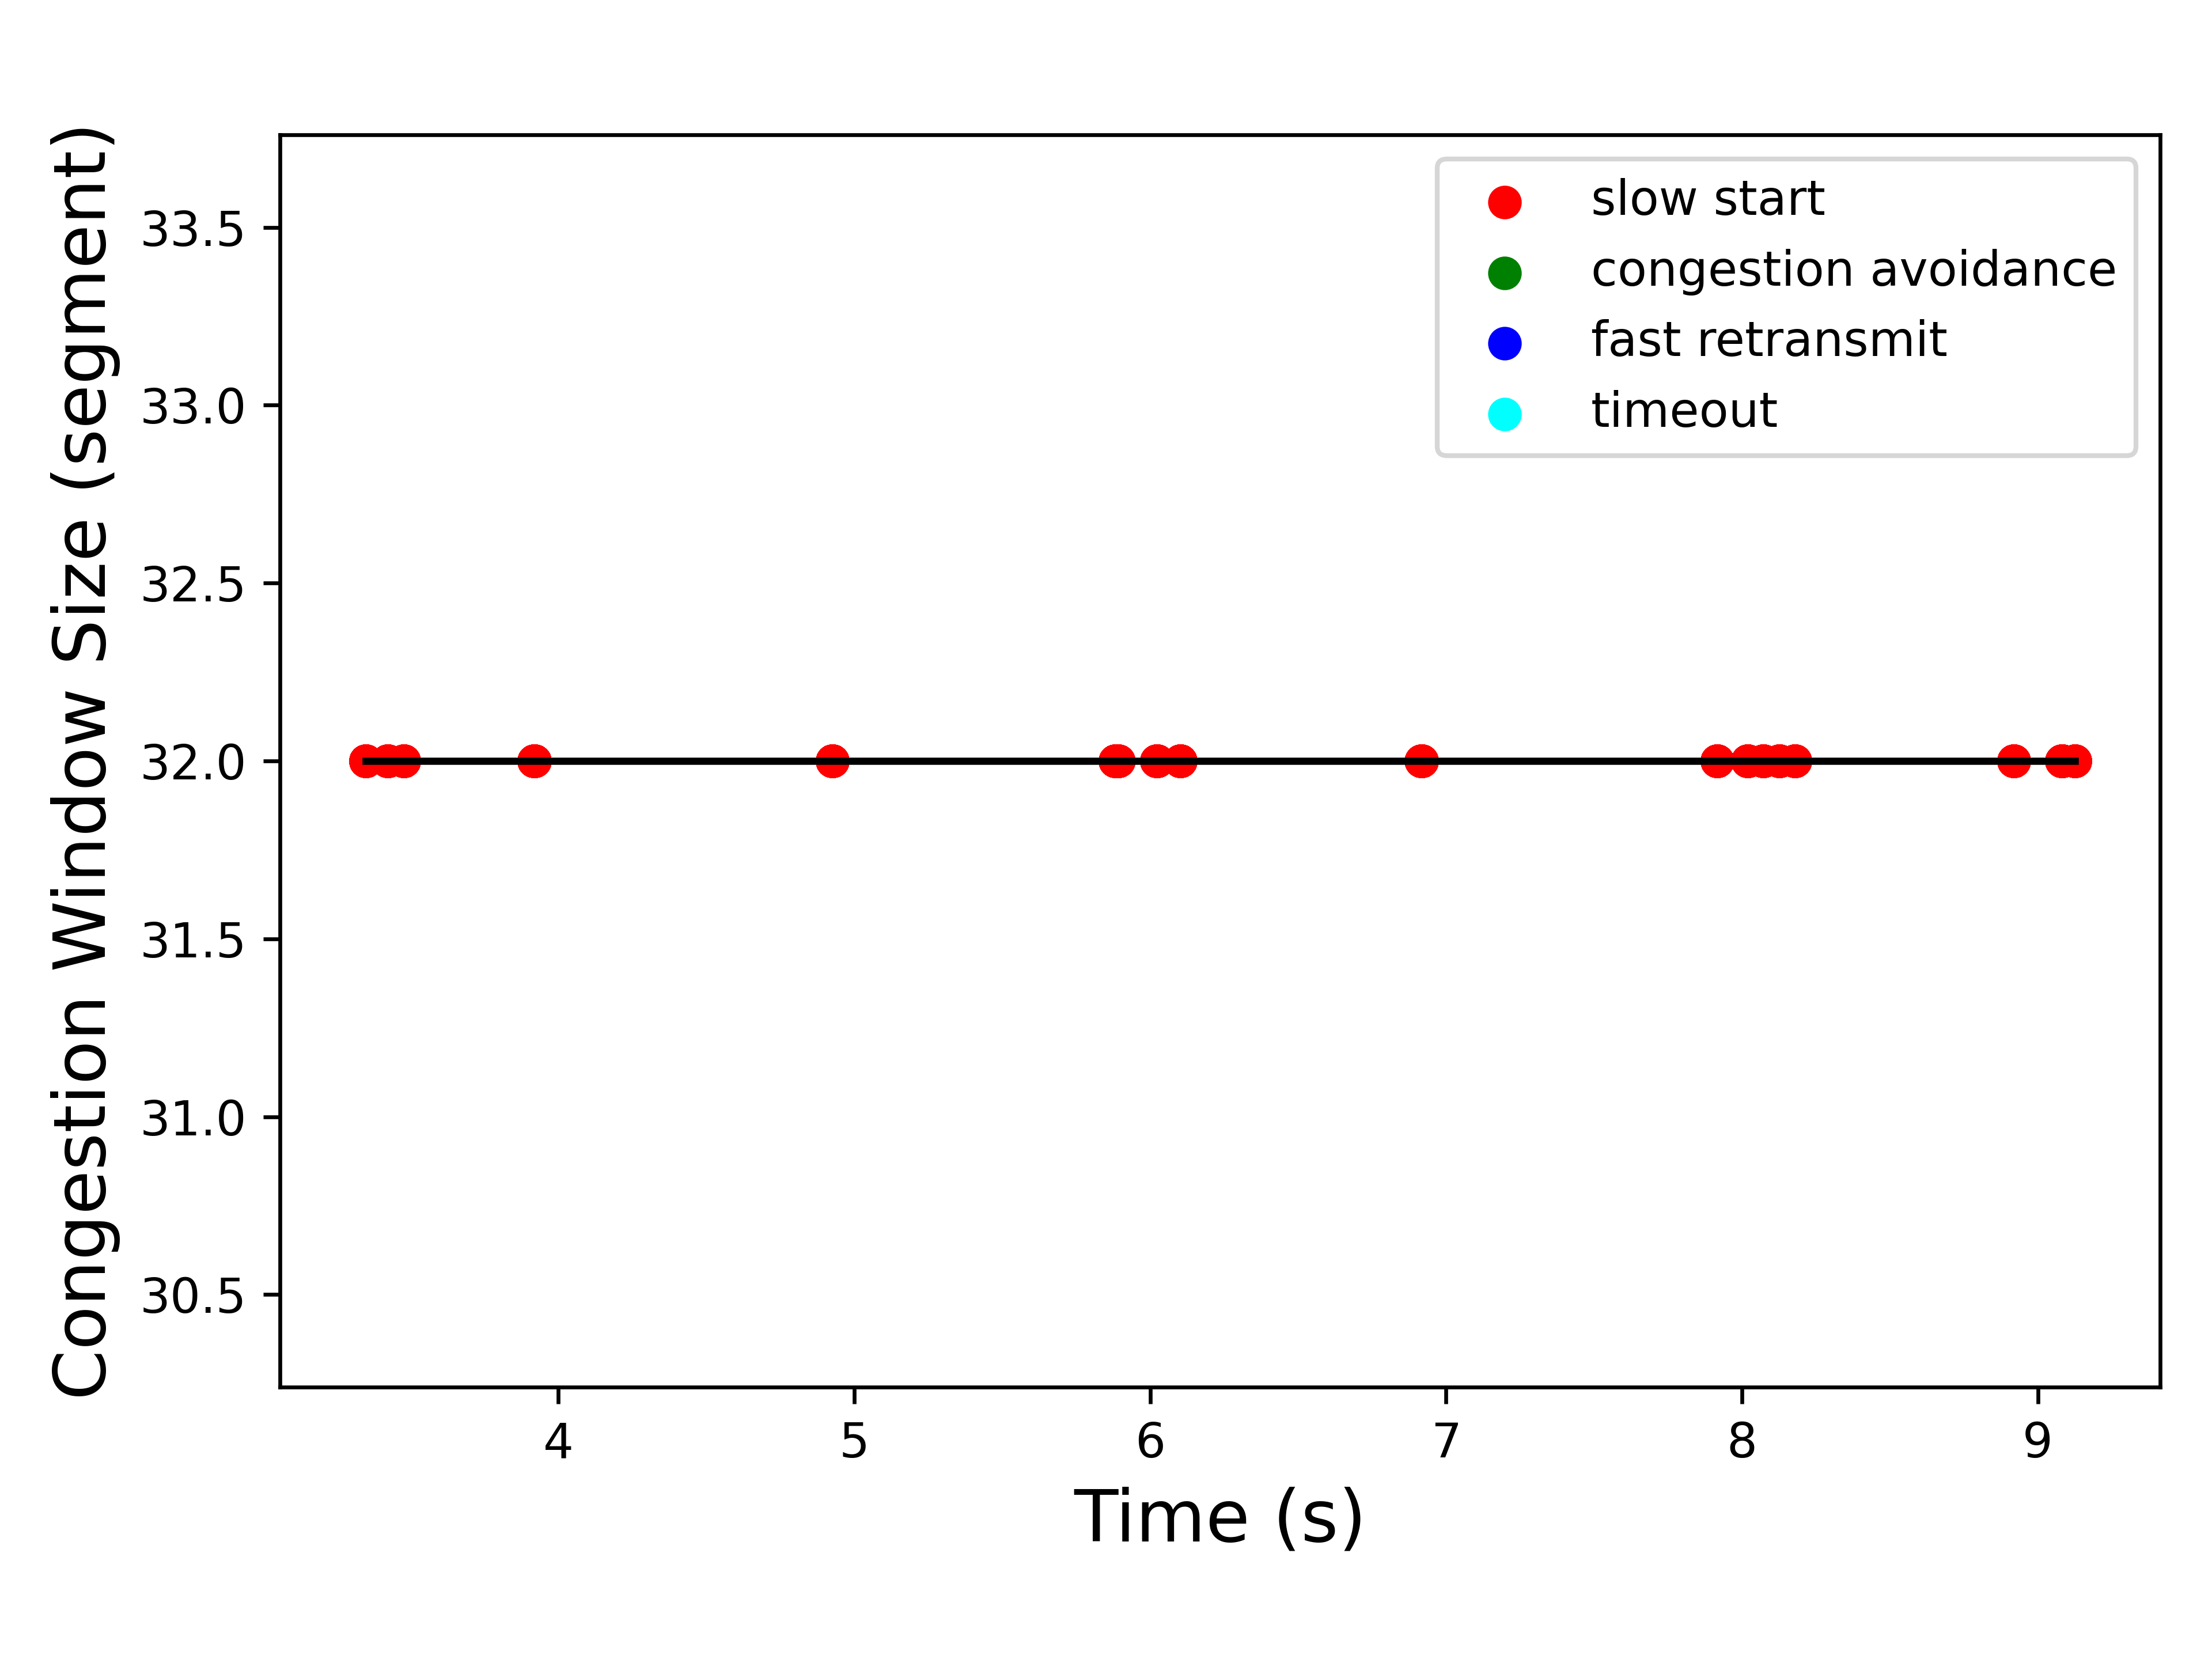 Congestion Window Size (segment)
33.5
33.0
32.5
32.0
31.5
31.0
30.5
slow start
congestion avoidance
fast retransmit
timeout
4 5 6 7 8 9
Time (s)